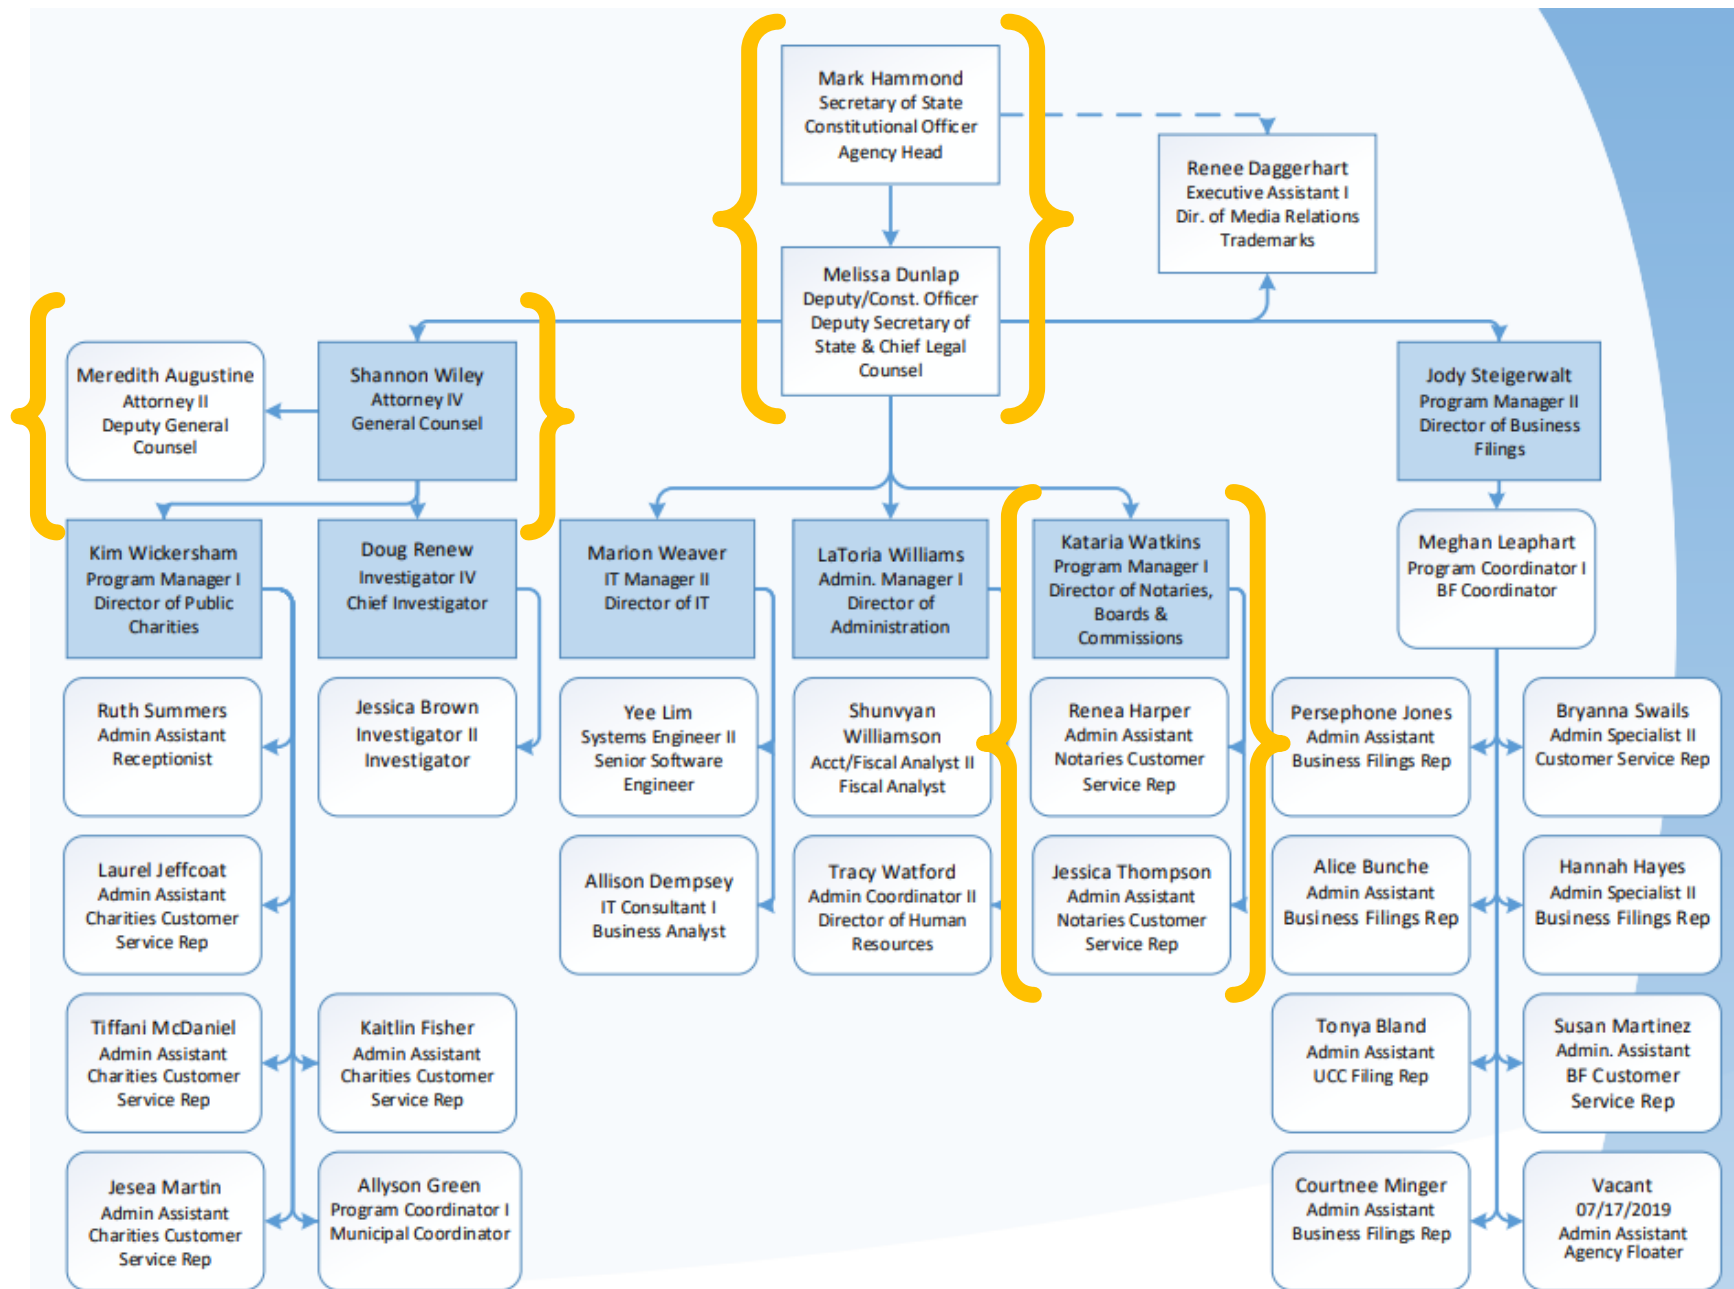 Mark Hammond
Secretary of State
Constitutional Officer
Agency Head
Renee Daggerhart
Executive Assistant I
Dir. of Media Relations
Trademarks
Melissa Dunlap
Deputy/Const. Officer
Deputy Secretary of
State & Chief Legal
Counsel
Meredith Augustine
Attorney II
Deputy General
Counsel
Shannon Wiley
Attorney IV
General Counsel
Jody Steigerwalt
Program Manager II
Director of Business
Filings
Kim Wickersham
Program Manager I
Director of Public
Charities
Doug Renew
Investigator IV
Chief Investigator
Marion Weaver
IT Manager II
Director of IT
LaToria Williams
Admin. Manager I
Director of
Administration
Kataria Watkins
Program Manager I
Director of Notaries,
Boards &
Commissions
Meghan Leaphart
Program Coordinator I
BF Coordinator
Ruth Summers
Admin Assistant
Receptionist
Jessica Brown
Investigator II
Investigator
Yee Lim
Systems Engineer II
Senior Software
Engineer
Shunvyan
Williamson
Acct/Fiscal Analyst II
Fiscal Analyst
Renea Harper
Admin Assistant
Notaries Customer
Service Rep
Persephone Jones
Admin Assistant
Business Filings Rep
Bryanna Swails
Admin Specialist II
Customer Service Rep
Laurel Jeffcoat
Admin Assistant
Charities Customer
Service Rep
Allison Dempsey
IT Consultant I
Business Analyst
Tracy Watford
Admin Coordinator II
Director of Human
Resources
Jessica Thompson
Admin Assistant
Notaries Customer
Service Rep
Alice Bunche
Admin Assistant
Business Filings Rep
Hannah Hayes
Admin Specialist II
Business Filings Rep
Tiffani McDaniel
Admin Assistant
Charities Customer
Service Rep
Kaitlin Fisher
Admin Assistant
Charities Customer
Service Rep
Tonya Bland
Admin Assistant
UCC Filing Rep
Susan Martinez
Admin. Assistant
BF Customer
Service Rep
Jesea Martin
Admin Assistant
Charities Customer
Service Rep
Allyson Green
Program Coordinator I
Municipal Coordinator
Courtnee Minger
Admin Assistant
Business Filings Rep
Vacant
07/17/2019
Admin Assistant
Agency Floater